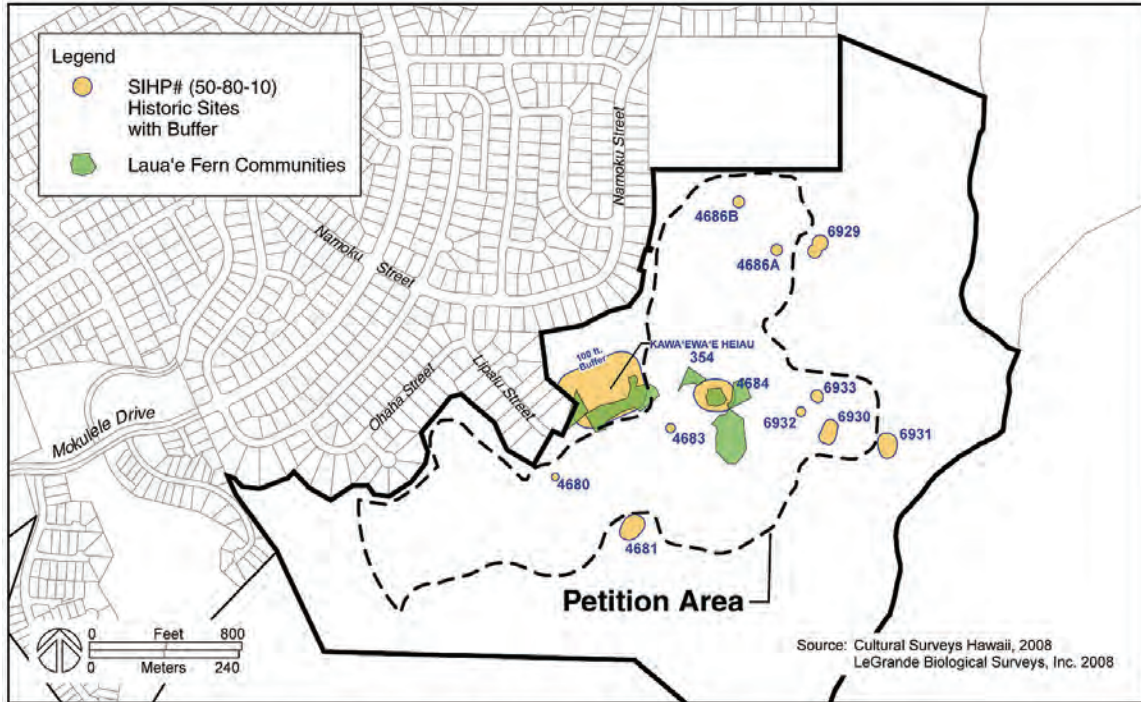 Legend
SIHP# (50-80-10)
Historic Sites
with Buffer
Laua'e Fern Communities
Namoku Street
Namoku Street
Lipalu Street
Ohaha Street
Mokulele Drive
4686B
6929
4686A
100 ft.
Buffer
KAWA'EWA'E HEIAU
354
4684
6933
6932
6930
6931
4683
4680
4681
Petition Area
0 Feet 800
0 Meters 240
Source: Cultural Surveys Hawaii, 2008
LeGrande Biological Surveys, Inc. 2008